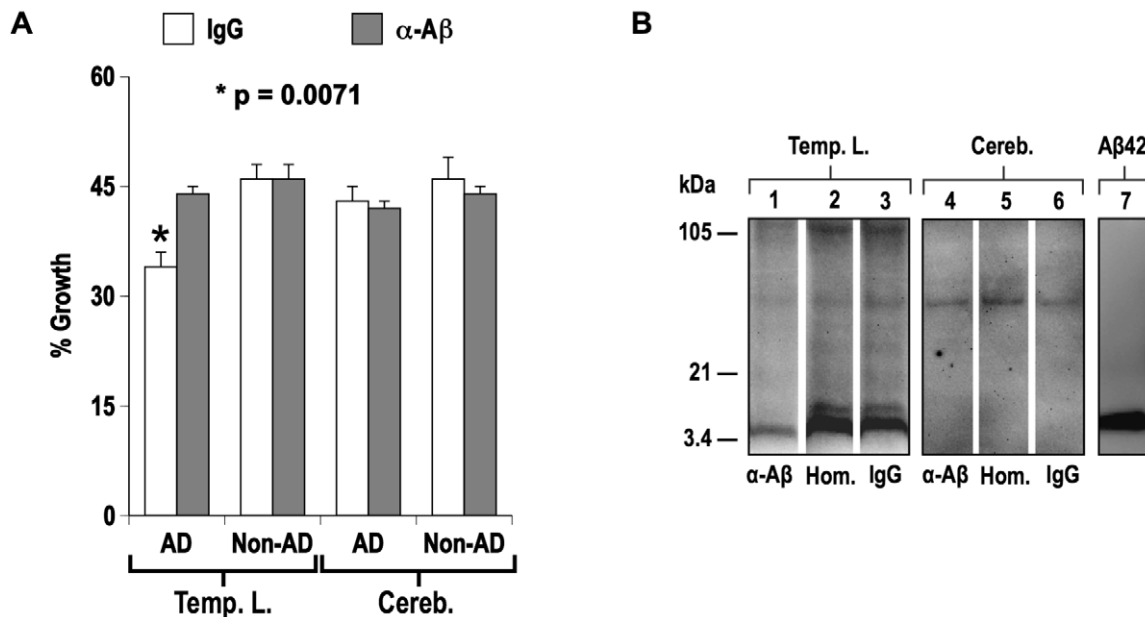 A
IgG
α-Aβ
* p = 0.0071
% Growth
60
45
*
30
15
0
AD
Non-AD
AD
Non-AD
Temp. L.
Cereb.
B
Temp. L.
Cereb.
Aβ42
kDa
1
2
3
4
5
6
7
105
21
3.4
α-Aβ
Hom.
IgG
α-Aβ
Hom.
IgG